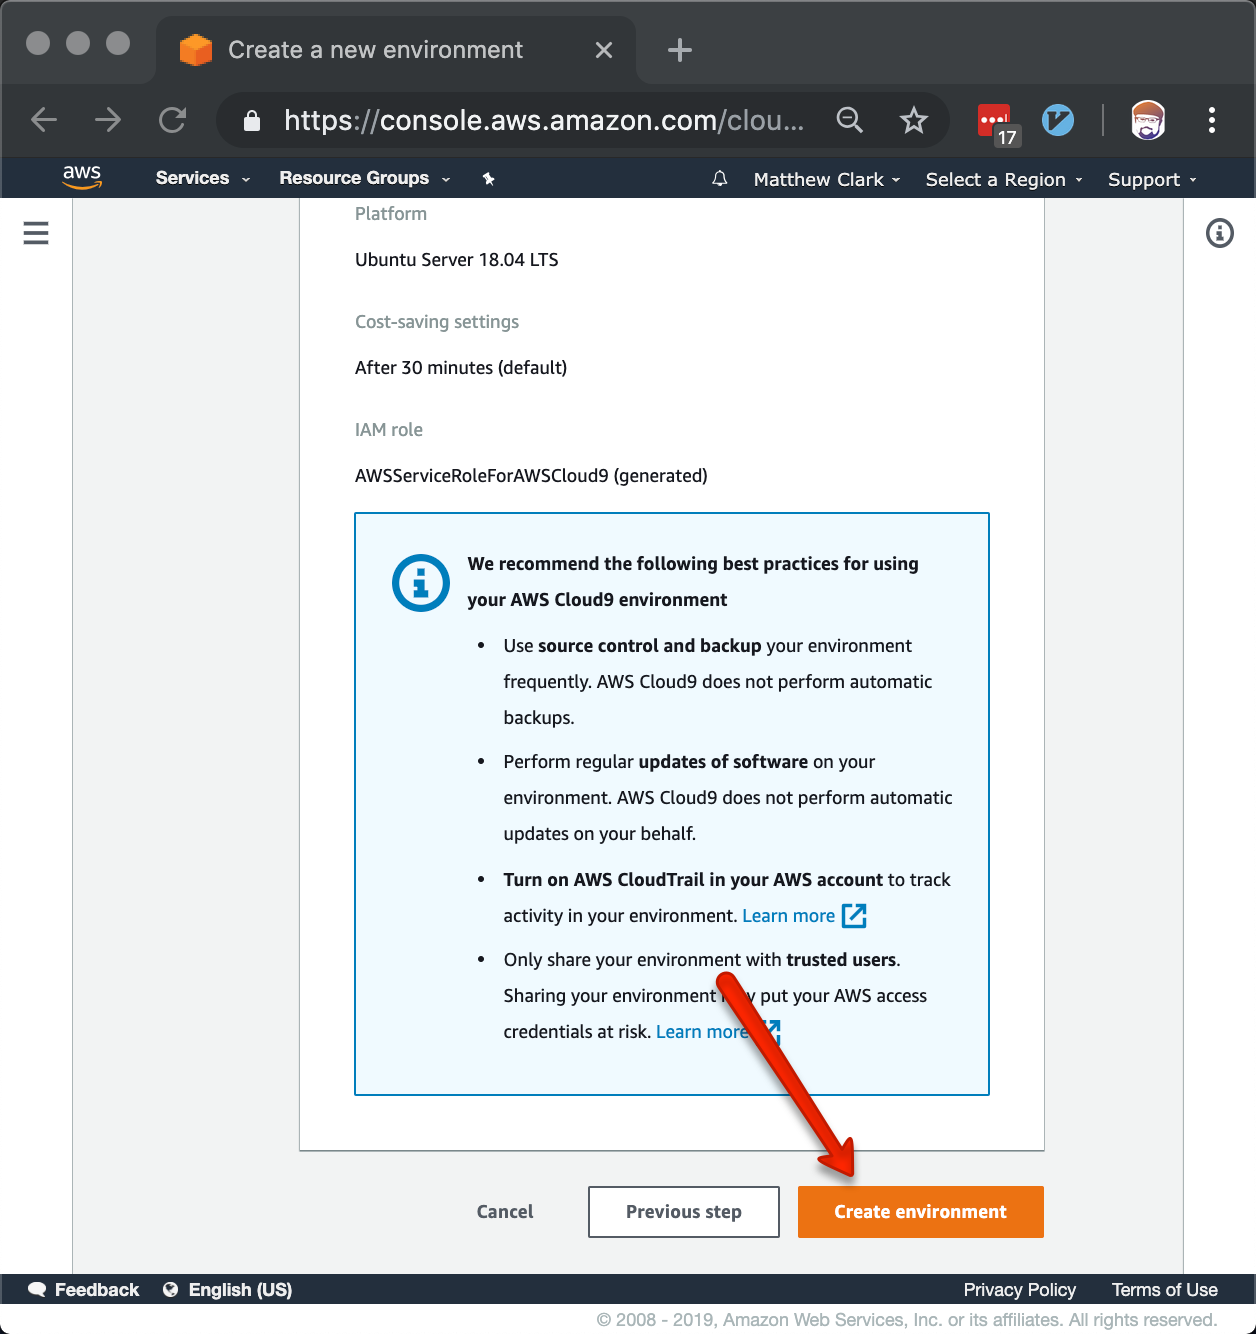 Create a new environment
https://console.aws.amazon.com/clou...
17
aws Services Resource Groups Matthew Clark Select a Region Support
Platform
Ubuntu Server 18.04 LTS
Cost-saving settings
After 30 minutes (default)
IAM role
AWSServiceRoleForAWSCloud9 (generated)
We recommend the following best practices for using
your AWS Cloud9 environment
• Use source control and backup your environment
frequently. AWS Cloud9 does not perform automatic
backups.
• Perform regular updates of software on your
environment. AWS Cloud9 does not perform automatic
updates on your behalf.
• Turn on AWS CloudTrail in your AWS account to track
activity in your environment. Learn more
• Only share your environment with trusted users.
Sharing your environment put your AWS access
credentials at risk. Learn more
Cancel Previous step Create environment
Feedback English (US) Privacy Policy Terms of Use
© 2008 - 2019, Amazon Web Services, Inc. or its affiliates. All rights reserved.